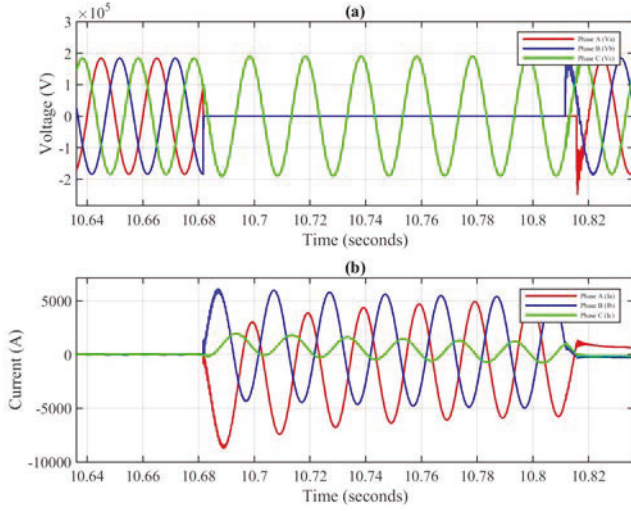 (a)
× 10⁵
3
2
1
0
-1
-2
Voltage (V)
Phase A (Va)
Phase B (Vb)
Phase C (Vc)
10.64 10.66 10.68 10.7 10.72 10.74 10.76 10.78 10.8 10.82
Time (seconds)
(b)
5000
0
-5000
-10000
Current (A)
Phase A (Ia)
Phase B (Ib)
Phase C (Ic)
10.64 10.66 10.68 10.7 10.72 10.74 10.76 10.78 10.8 10.82
Time (seconds)